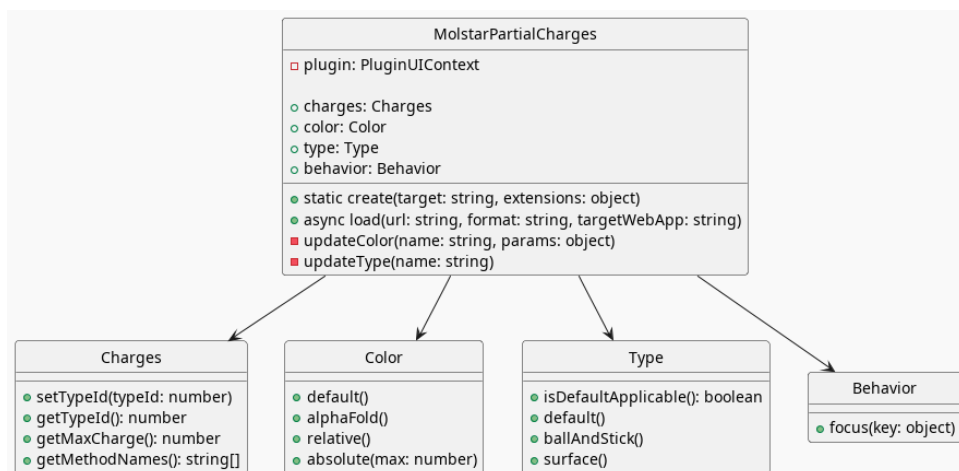 MolstarPartialCharges
plugin: PluginUIContext
charges: Charges
color: Color
type: Type
behavior: Behavior
static create(target: string, extensions: object)
async load(url: string, format: string, targetWebApp: string)
updateColor(name: string, params: object)
updateType(name: string)
Charges
setTypeId(typeId: number)
getTypeId(): number
getMaxCharge(): number
getMethodNames(): string[]
Color
default()
alphaFold()
relative()
absolute(max: number)
Type
isDefaultApplicable(): boolean
default()
ballAndStick()
surface()
Behavior
focus(key: object)